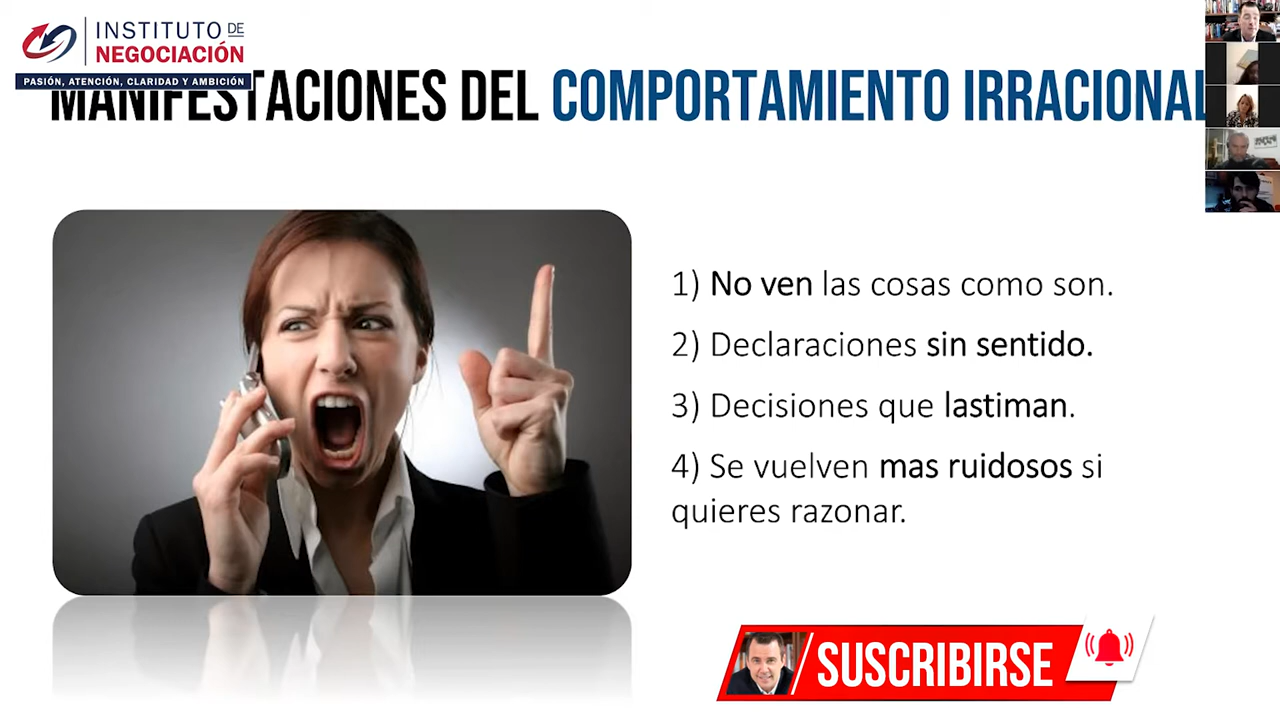 INSTITUTO DE
NEGOCIACIÓN
PASIÓN, ATENCIÓN, CLARIDAD Y AMBICIÓN
MANIFESTACIONES DEL COMPORTAMIENTO IRRACIONAL
1) No ven las cosas como son.
2) Declaraciones sin sentido.
3) Decisiones que lastiman.
4) Se vuelven mas ruidosos si
quieres razonar.
SUSCRIBIRSE